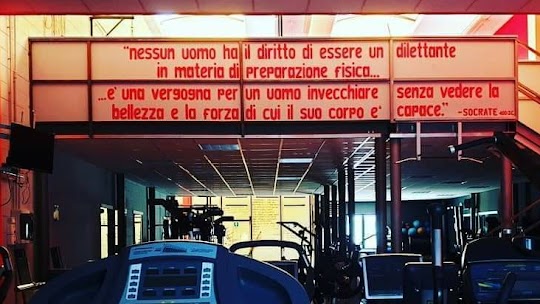 "nessun uomo ha il diritto di essere un dilettante
in materia di preparazione fisica...
...e' una vergogna per un uomo invecchiare senza vedere la
bellezza e la forza di cui il suo corpo e' capace." -SOCRATE